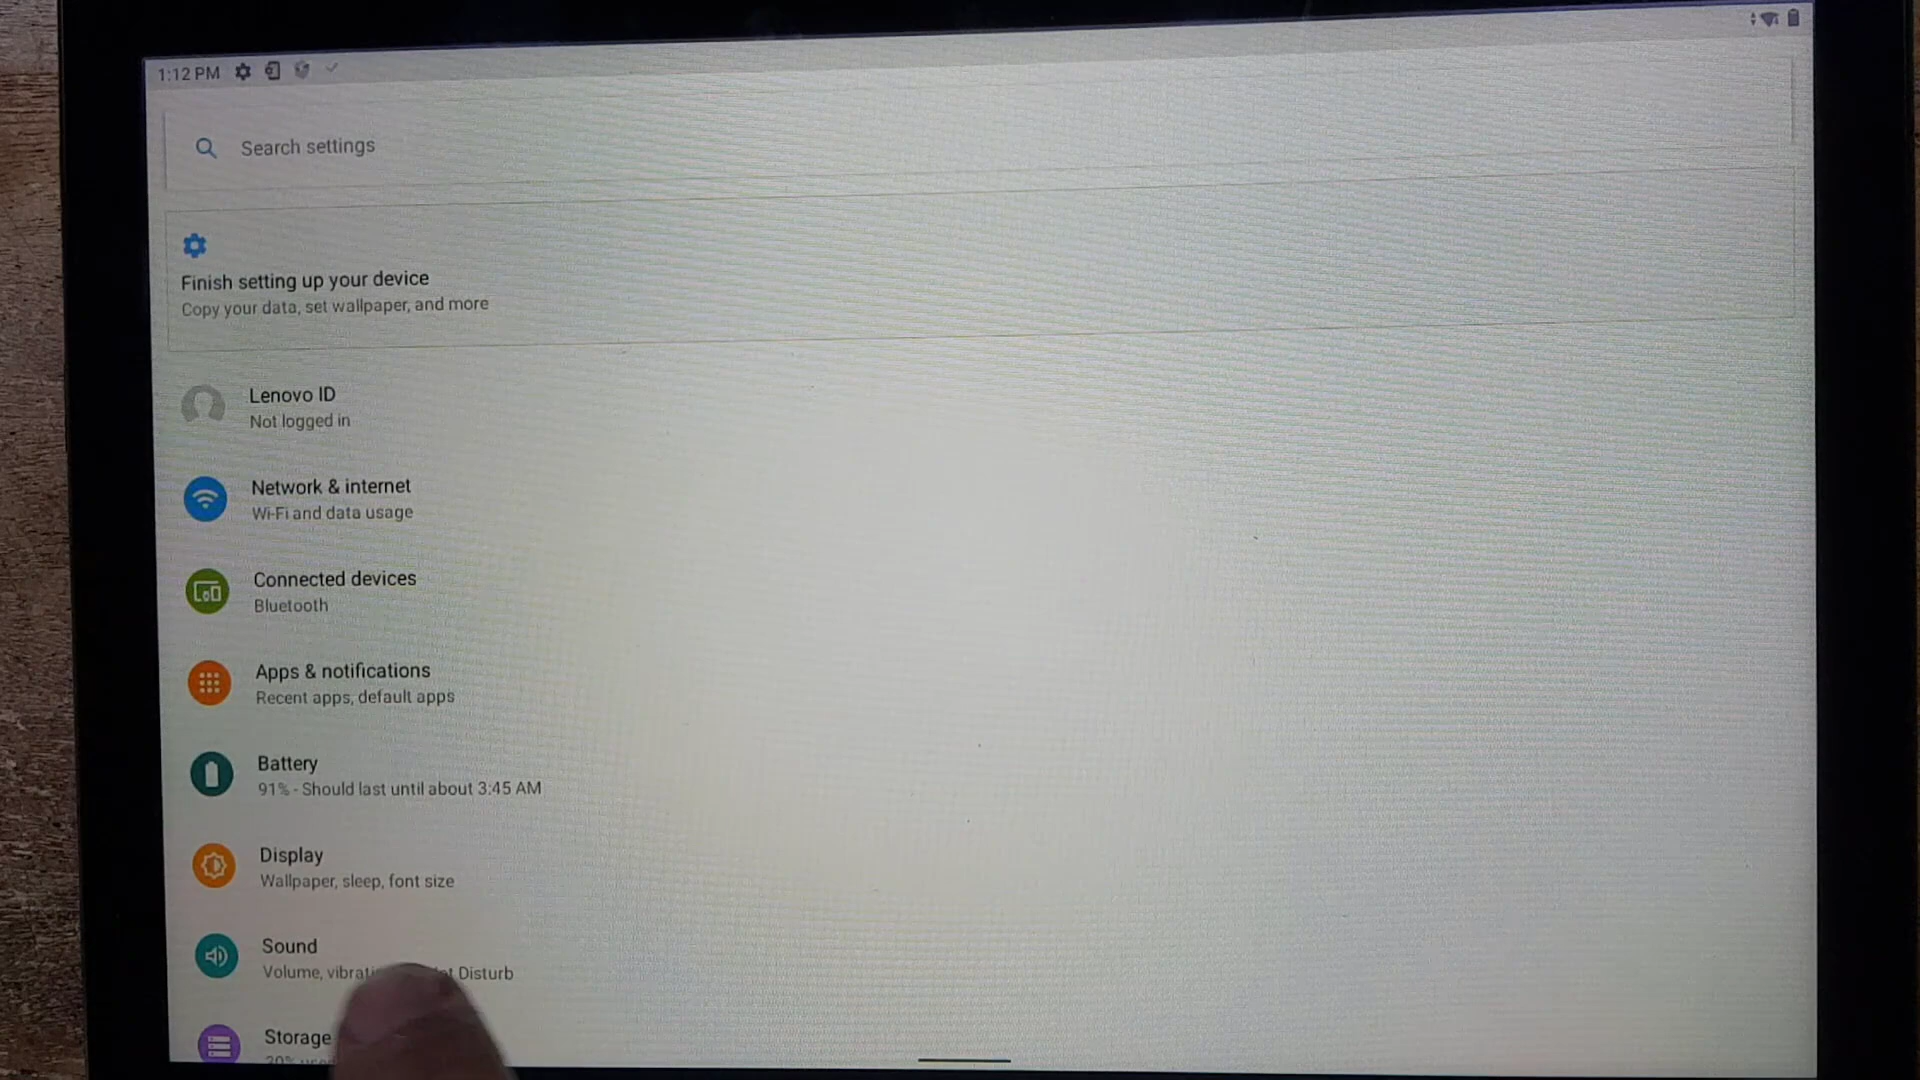 1:12 PM
Search settings
Finish setting up your device
Copy your data, set wallpaper, and more
Lenovo ID
Not logged in
Network & internet
Wi-Fi and data usage
Connected devices
Bluetooth
Apps & notifications
Recent apps, default apps
Battery
91% - Should last until about 3:45 AM
Display
Wallpaper, sleep, font size
Sound
Volume, Disturb
Storage